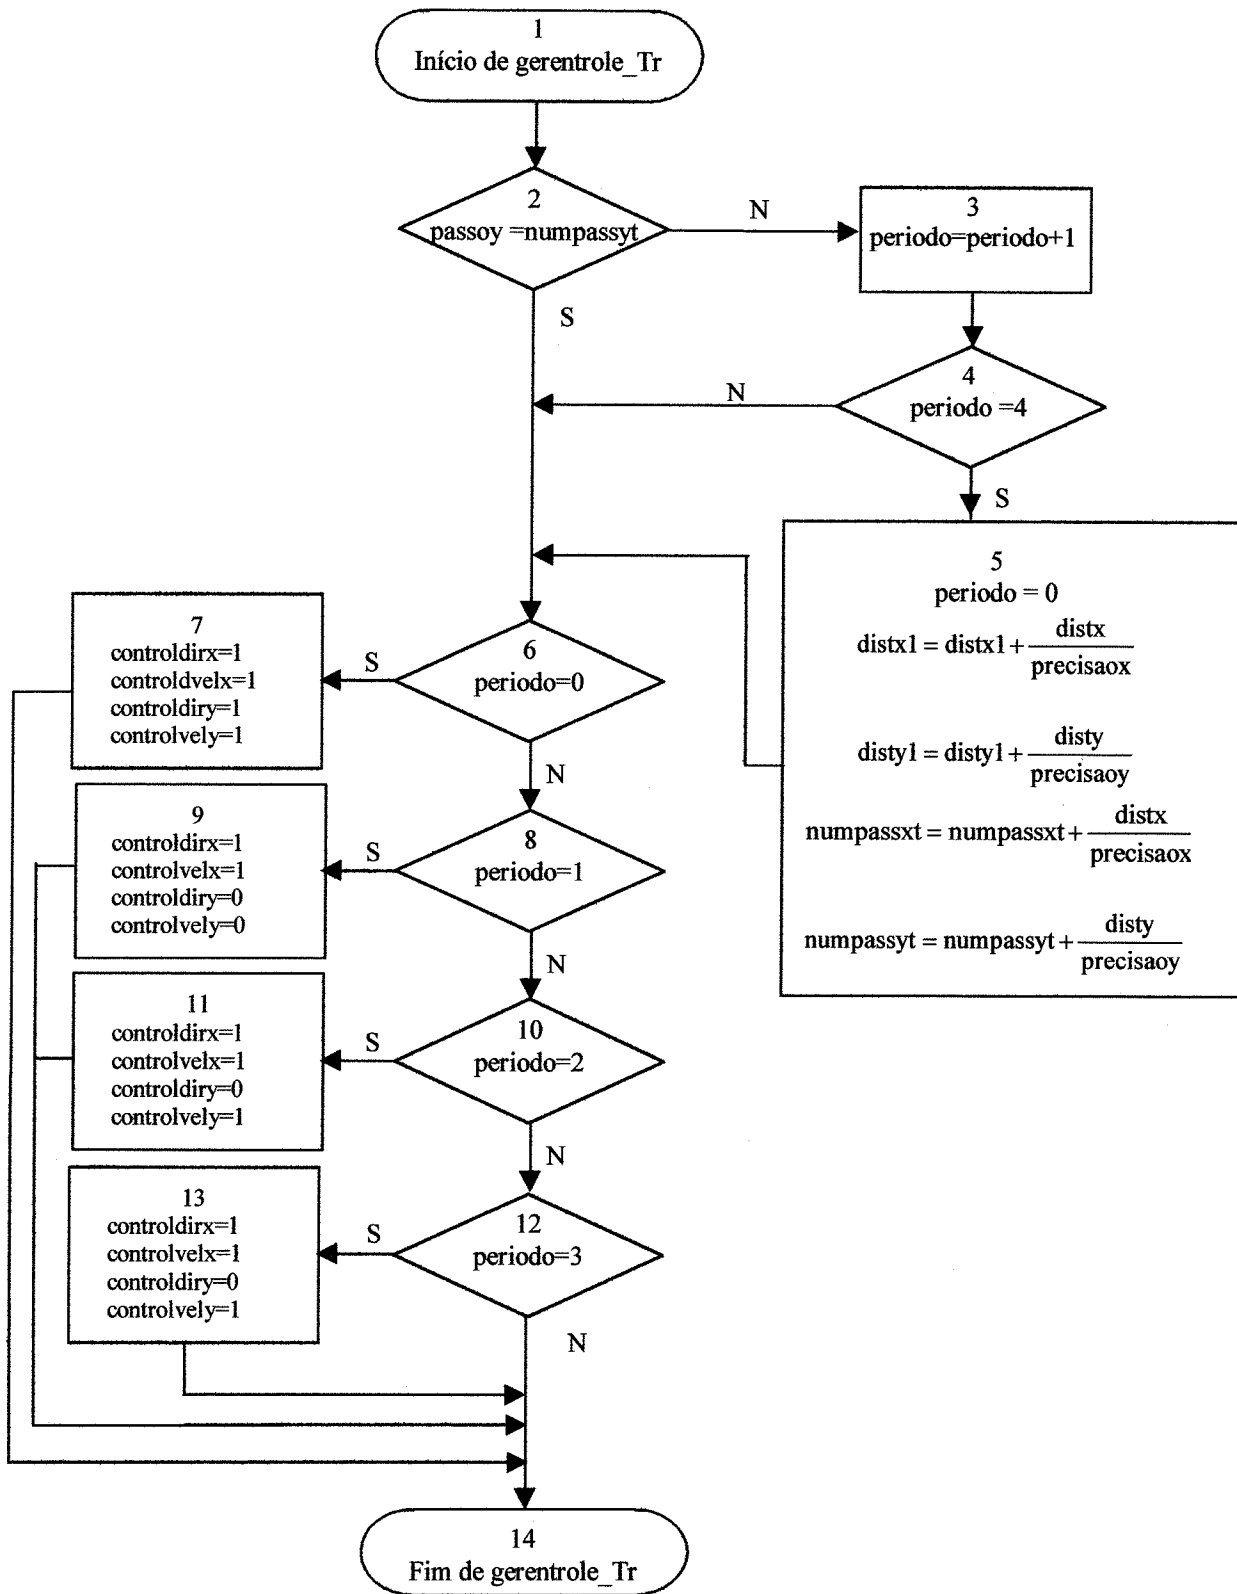 1
Início de gerentrole_Tr
2
passoy =numpassyt
N
S
3
periodo=periodo+1
4
periodo =4
N
S
5
periodo = 0
distx1 = distx1 + distx / precisaox
disty1 = disty1 + disty / precisaoy
numpassxt = numpassxt + distx / precisaox
numpassyt = numpassyt + disty / precisaoy
6
periodo=0
S
N
7
controldirx=1
controldvelx=1
controldiry=1
controlvely=1
8
periodo=1
S
N
9
controldirx=1
controlvelx=1
controldiry=0
controlvely=0
10
periodo=2
S
N
11
controldirx=1
controlvelx=1
controldiry=0
controlvely=1
12
periodo=3
S
N
13
controldirx=1
controlvelx=1
controldiry=0
controlvely=1
14
Fim de gerentrole_Tr